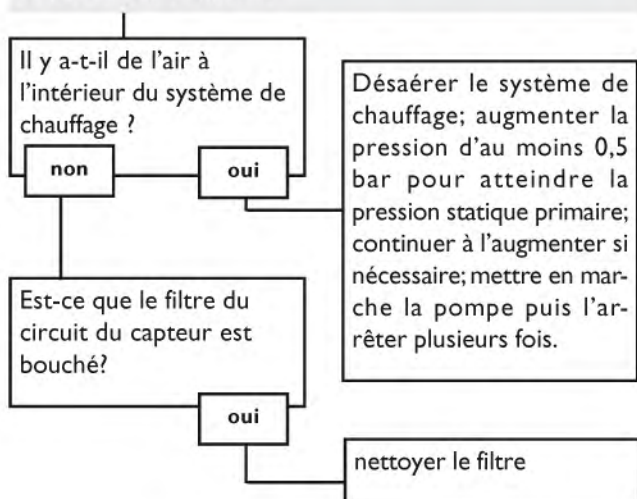 Il y a-t-il de l'air à
l'intérieur du système de
chauffage ?
non
oui
Désaérer le système de
chauffage; augmenter la
pression d'au moins 0,5
bar pour atteindre la
pression statique primaire;
continuer à l'augmenter si
nécessaire; mettre en mar-
che la pompe puis l'ar-
rêter plusieurs fois.
Est-ce que le filtre du
circuit du capteur est
bouché?
oui
nettoyer le filtre